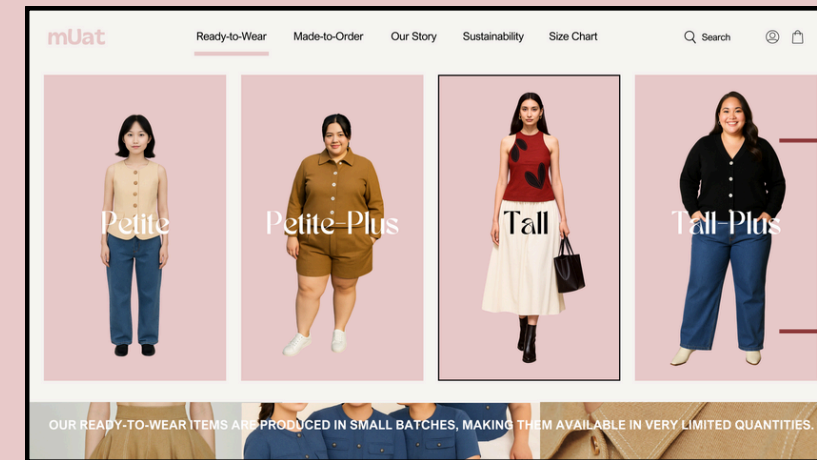 mUat
Ready-to-Wear
Made-to-Order
Our Story
Sustainability
Size Chart
Search
Petite
Petite-Plus
Tall
Tall-Plus
OUR READY-TO-WEAR ITEMS ARE PRODUCED IN SMALL BATCHES, MAKING THEM AVAILABLE IN VERY LIMITED QUANTITIES.